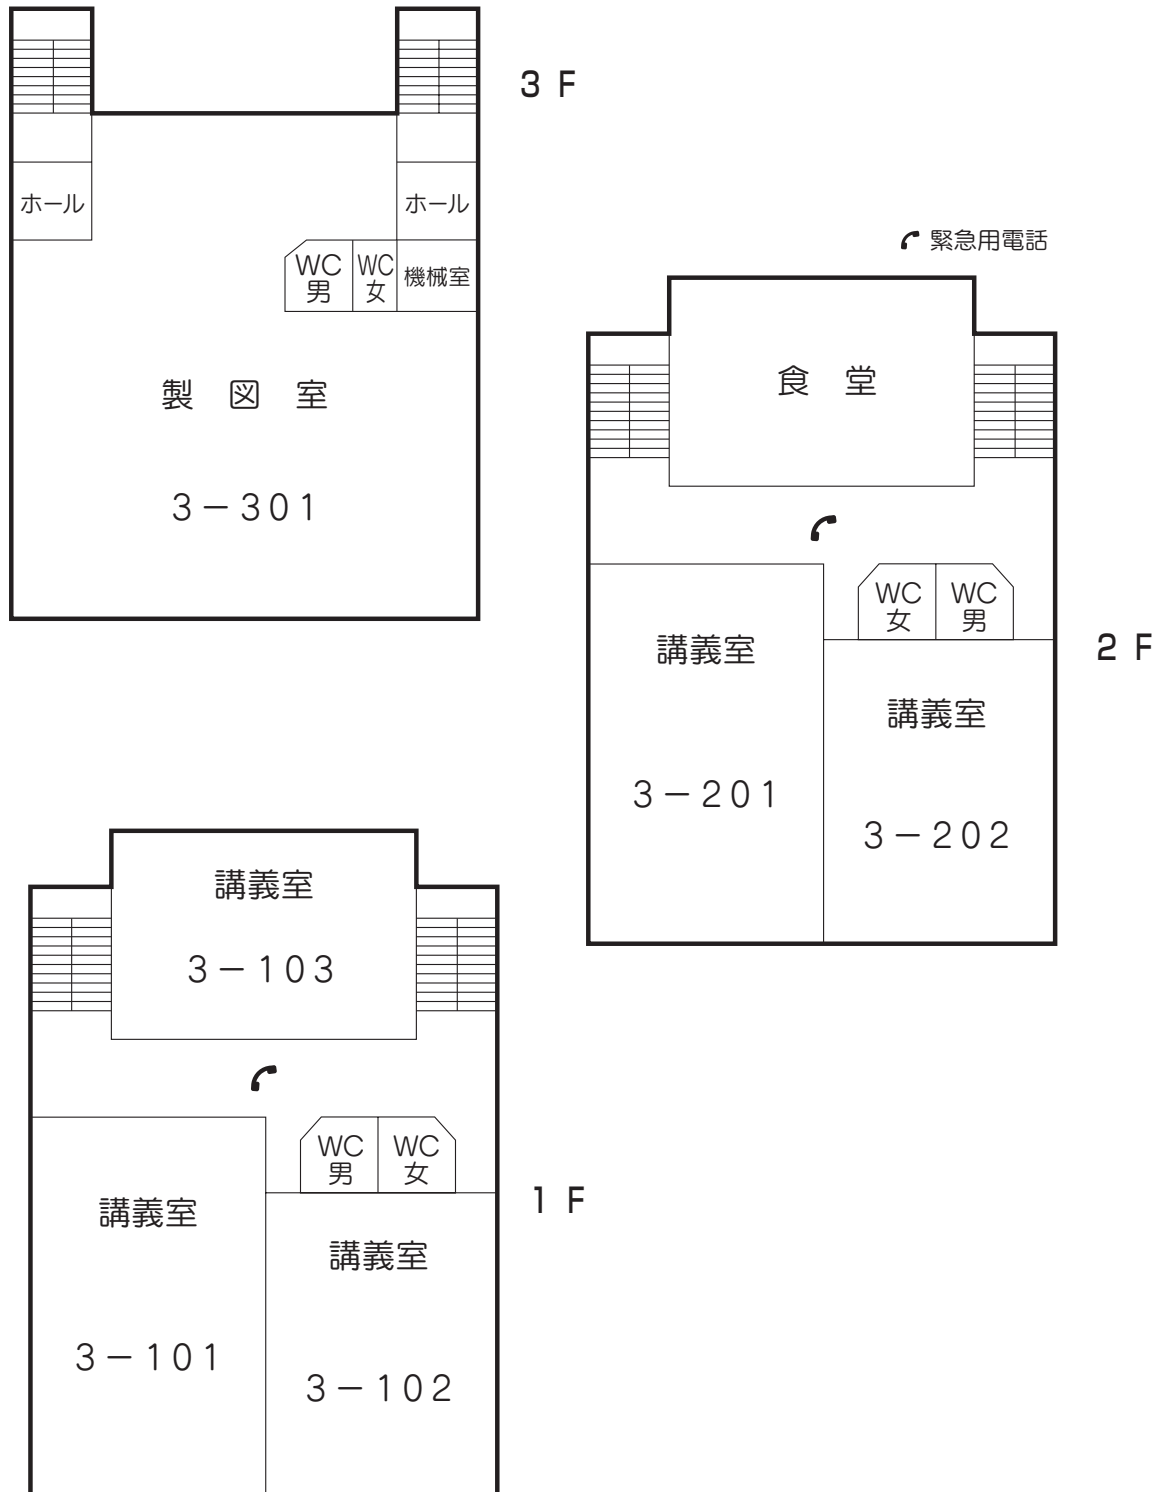 3 F
ホール
ホール
WC
男
WC
女
機械室
製 図 室
3－301
緊急用電話
食 堂
WC
女
WC
男
講義室
3－201
講義室
3－202
2 F
講義室
3－103
WC
男
WC
女
講義室
3－101
講義室
3－102
1 F